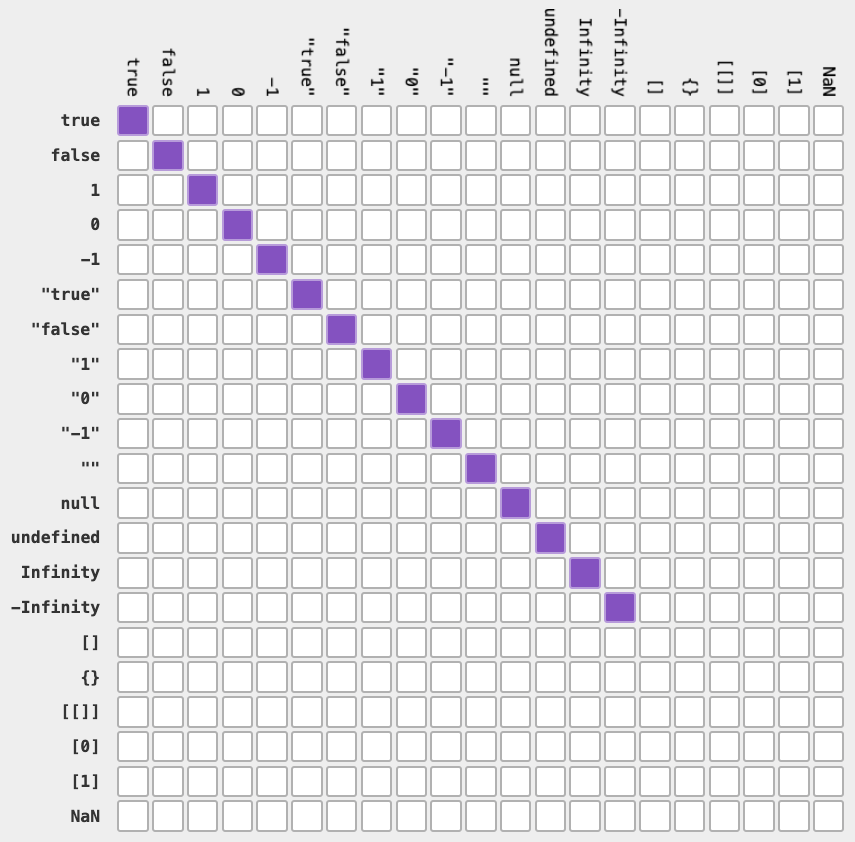 true
false
1
0
-1
"true"
"false"
"1"
"0"
"-1"
""
null
undefined
Infinity
-Infinity
[]
{}
[[]]
[0]
[1]
NaN
true
false
1
0
-1
"true"
"false"
"1"
"0"
"-1"
""
null
undefined
Infinity
-Infinity
[]
{}
[[]]
[0]
[1]
NaN